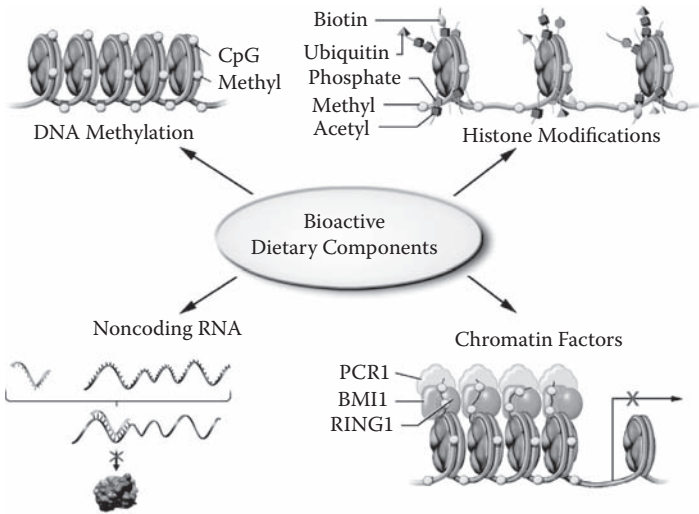 CpG
Methyl
DNA Methylation
Biotin
Ubiquitin
Phosphate
Methyl
Acetyl
Histone Modifications
Bioactive
Dietary Components
Noncoding RNA
Chromatin Factors
PCR1
BMI1
RING1